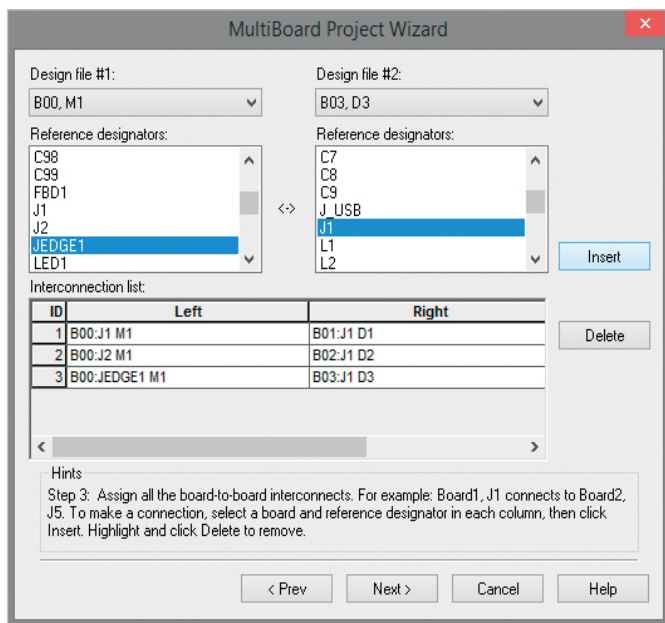 MultiBoard Project Wizard
Design file #1:
Design file #2:
B00, M1
B03, D3
Reference designators:
Reference designators:
C98
C99
FBD1
J1
J2
JEDGE1
LED1
<->
C7
C8
C9
J_USB
J1
L1
L2
Insert
Interconnection list:
ID Left Right
1 B00:J1 M1 B01:J1 D1
2 B00:J2 M1 B02:J1 D2
3 B00:JEDGE1 M1 B03:J1 D3
Delete
Hints
Step 3: Assign all the board-to-board interconnects. For example: Board1, J1 connects to Board2,
J5. To make a connection, select a board and reference designator in each column, then click
Insert. Highlight and click Delete to remove.
< Prev
Next >
Cancel
Help